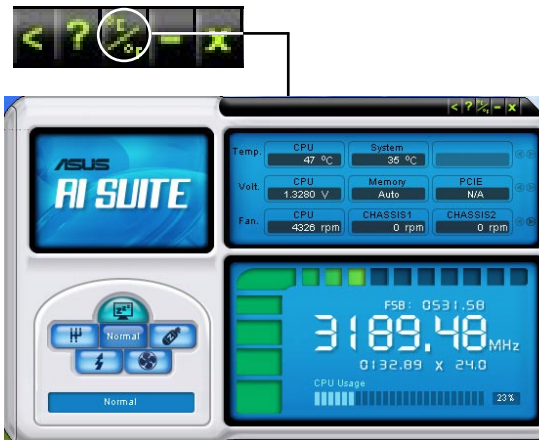 < ? °C/°F - x
< ? °C/°F - x
ASUS
AI SUITE
Temp. CPU System
47 °C 35 °C
Volt. CPU Memory PCIE
1.3280 V Auto N/A
Fan. CPU CHASSIS1 CHASSIS2
4326 rpm 0 rpm 0 rpm
zzz
Normal
Normal
FSB: 0531.58
3189.48 MHz
0132.89 x 24.0
CPU Usage
23%